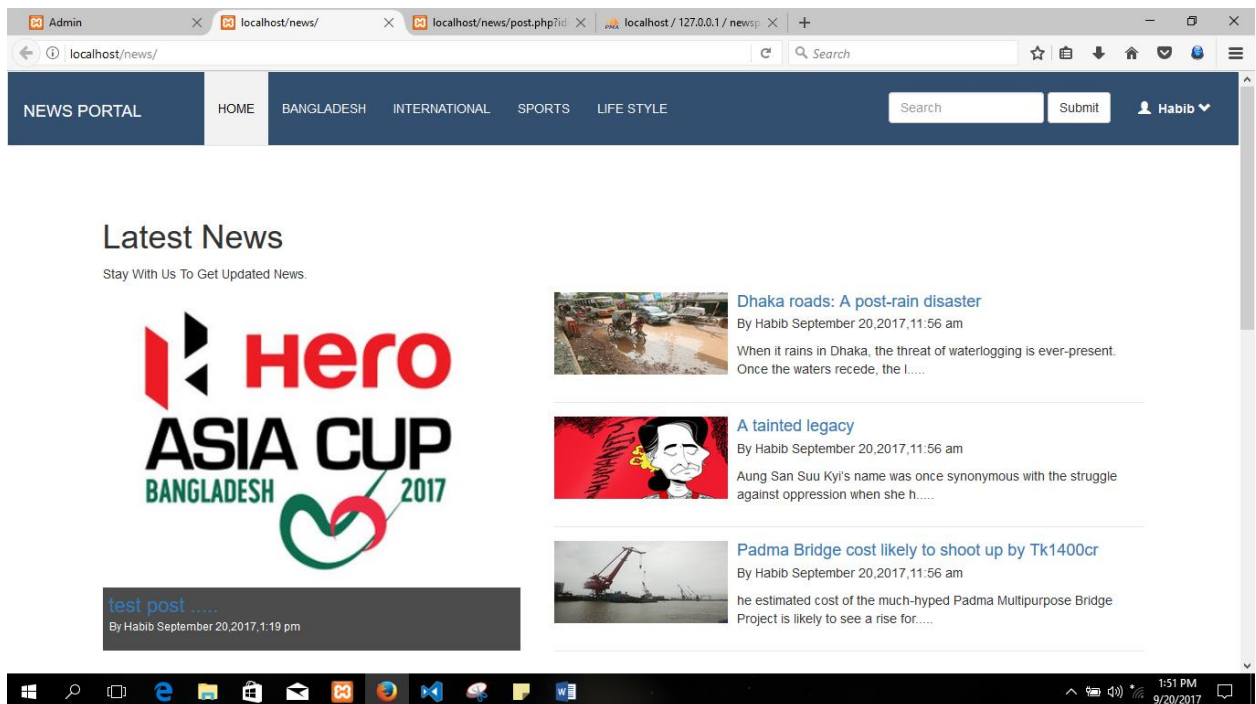 Admin
localhost/news/
localhost/news/post.php?id
localhost / 127.0.0.1 / newsp
localhost/news/
Search
NEWS PORTAL
HOME
BANGLADESH
INTERNATIONAL
SPORTS
LIFE STYLE
Search
Submit
Habib
Latest News
Stay With Us To Get Updated News.
Hero
ASIA CUP
BANGLADESH
2017
test post .....
By Habib September 20,2017,1:19 pm
Dhaka roads: A post-rain disaster
By Habib September 20,2017,11:56 am
When it rains in Dhaka, the threat of waterlogging is ever-present.
Once the waters recede, the l.....
A tainted legacy
By Habib September 20,2017,11:56 am
Aung San Suu Kyi's name was once synonymous with the struggle
against oppression when she h.....
Padma Bridge cost likely to shoot up by Tk1400cr
By Habib September 20,2017,11:56 am
he estimated cost of the much-hyped Padma Multipurpose Bridge
Project is likely to see a rise for.....
1:51 PM
9/20/2017